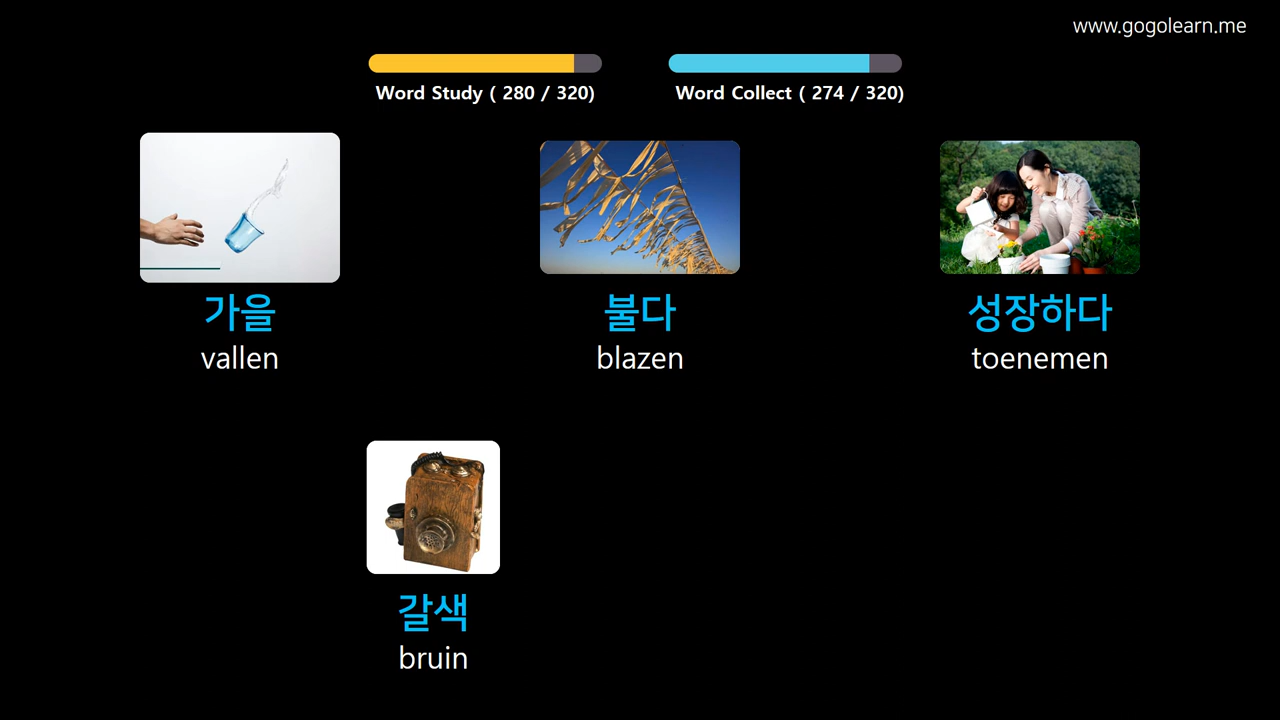 www.gogolearn.me
Word Study ( 280 / 320)
Word Collect ( 274 / 320)
가을
vallen
불다
blazen
성장하다
toenemen
갈색
bruin